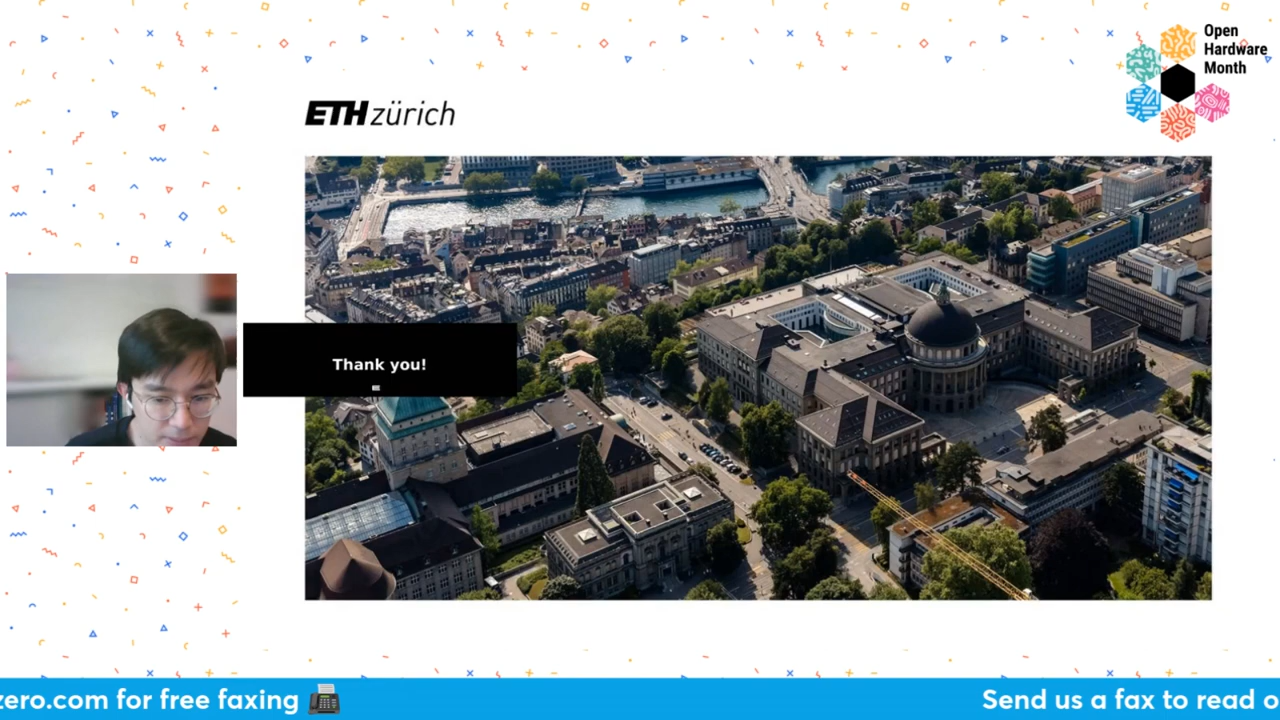 Open
Hardware
Month
ETH zürich
Thank you!
zero.com for free faxing
Send us a fax to read o